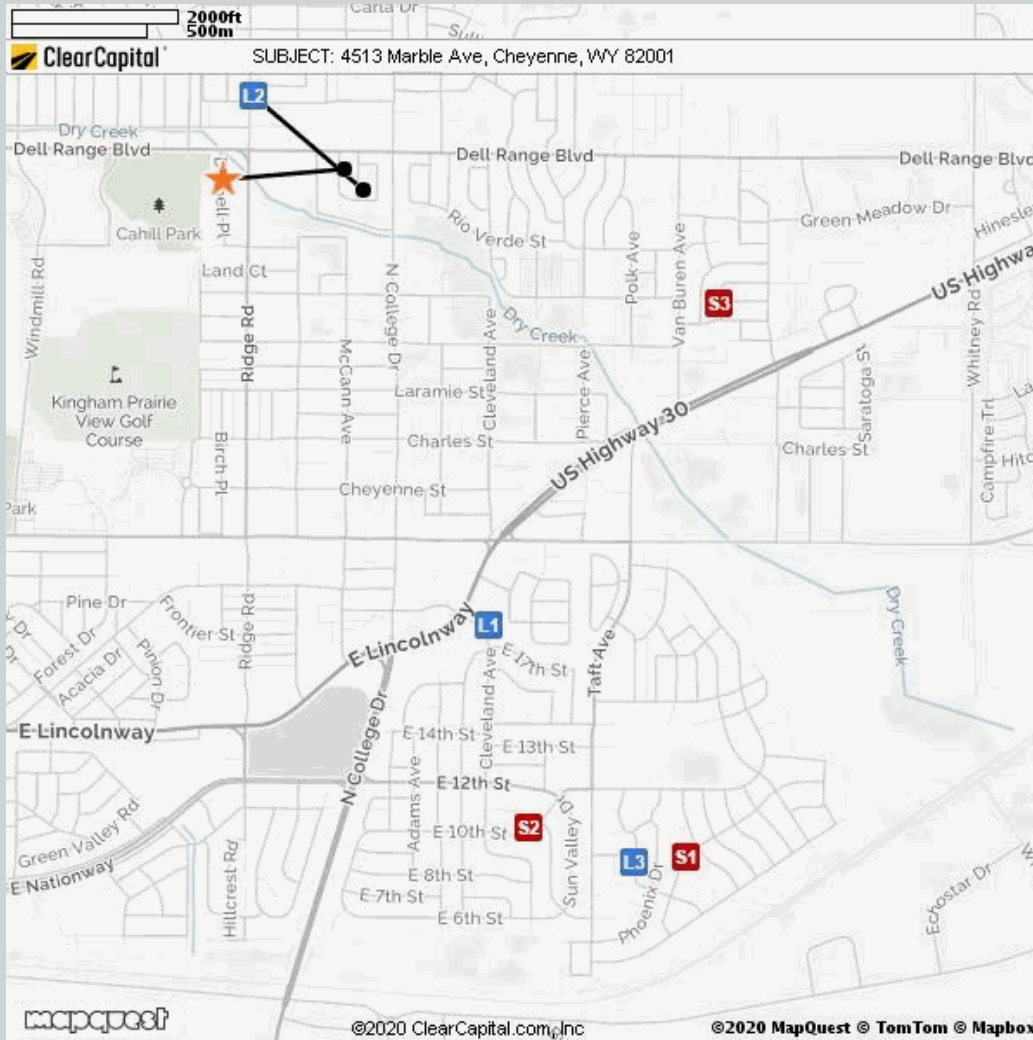 Carla Dr
2000ft
500m
ClearCapital
SUBJECT: 4513 Marble Ave, Cheyenne, WY 82001
L2
Dry Creek
Dell Range Blvd
Dell Range Blvd
Dell Range Blvd
ell Pl
Cahill Park
Rio Verde St
Green Meadow Dr
Land Ct
Windmill Rd
Ridge Rd
N College Dr
Polk Ave
Van Buren Ave
US Highwa
S3
Dry Creek
McCann Ave
Cleveland Ave
Pierce Ave
Whitney Rd
Saratoga St
Laramie St
Kingham Prairie
View Golf
Course
Birch Pl
Charles St
US Highway 30
Charles St
Campfire Trl
Cheyenne St
Park
Pine Dr
Frontier St
Ridge Rd
Forest Dr
Acacia Dr
Pinion Dr
E Lincolnway
L1
E 17th St
Taft Ave
Dry Creek
E Lincolnway
N College Dr
Cleveland Ave
E 14th St
E 13th St
E 12th St
Adams Ave
Dr
Green Valley Rd
E Nationway
Hillcrest Rd
E 10th St
S2
Sun Valley
E 8th St
E 7th St
E 6th St
L3
S1
Phoenix Dr
Echostar Dr
mapquest
©2020 ClearCapital.com, Inc
©2020 MapQuest © TomTom © Mapbox